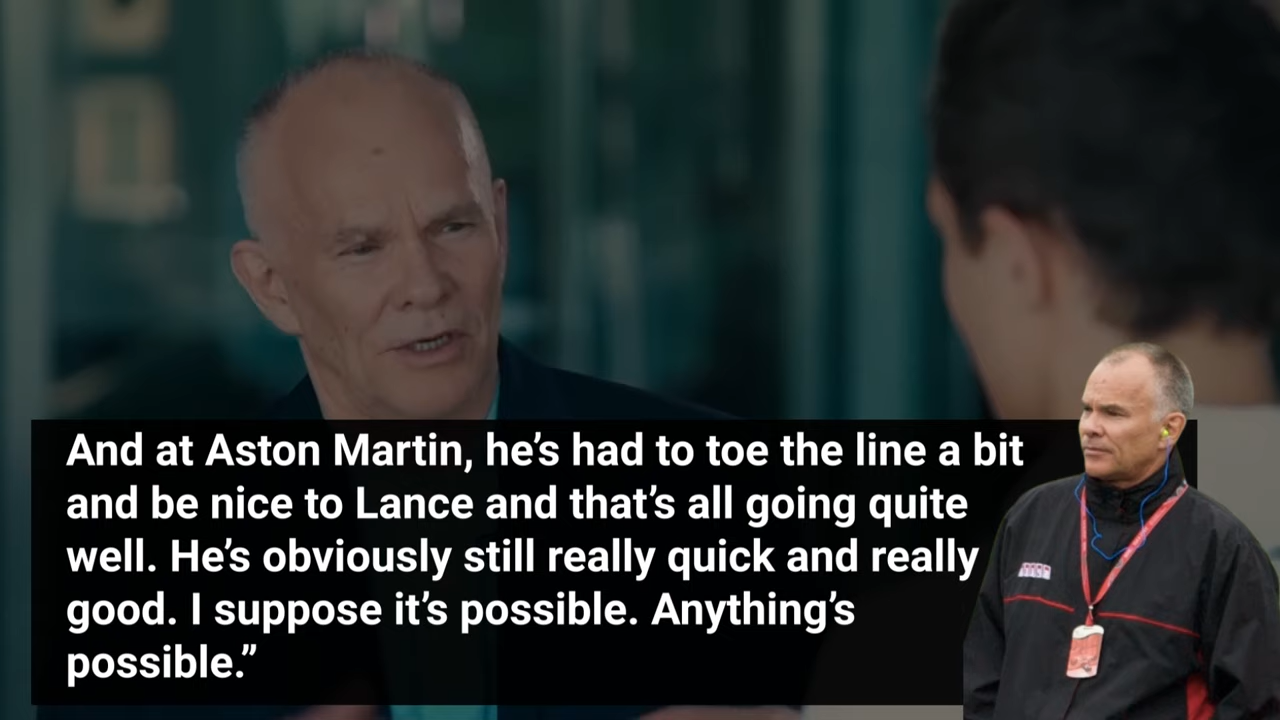 And at Aston Martin, he’s had to toe the line a bit
and be nice to Lance and that’s all going quite
well. He’s obviously still really quick and really
good. I suppose it’s possible. Anything’s
possible.”